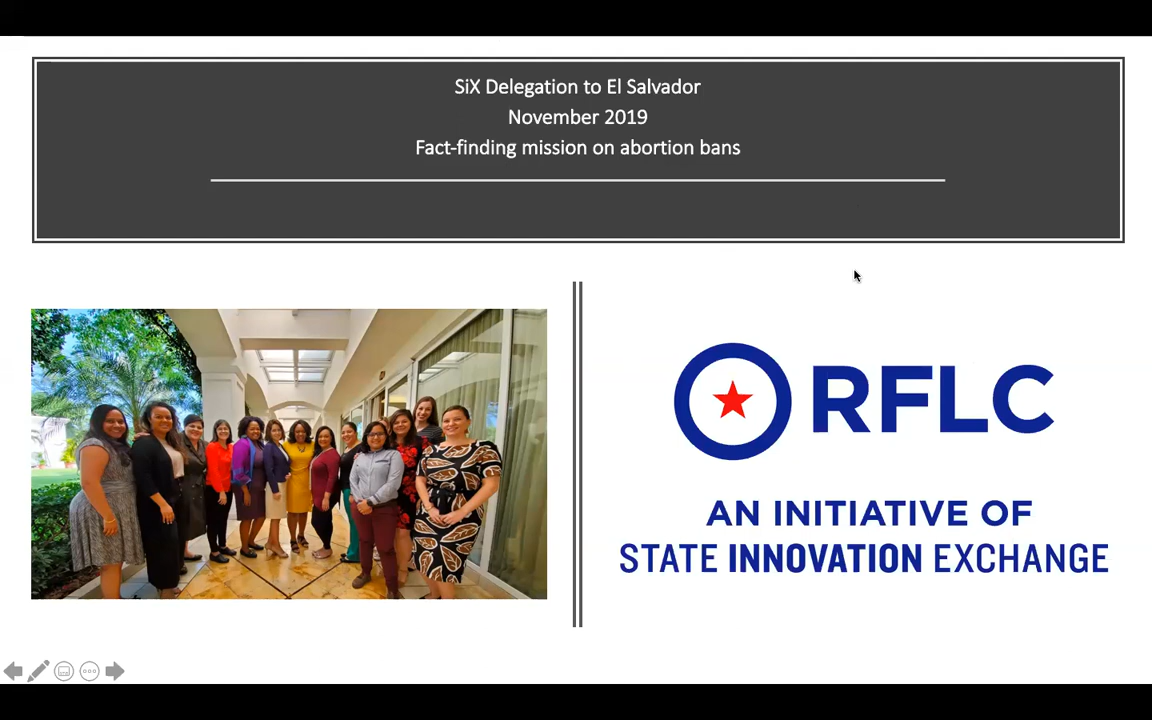 SiX Delegation to El Salvador
November 2019
Fact-finding mission on abortion bans
RFLC
AN INITIATIVE OF
STATE INNOVATION EXCHANGE